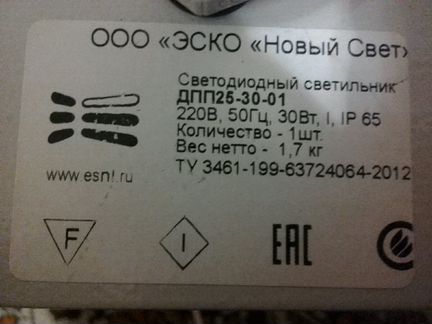 ООО «ЭСКО «Новый Свет»
Светодиодный светильник
ДПП25-30-01
220В, 50Гц, 30Вт, I, IP 65
Количество - 1шт.
Вес нетто - 1,7 кг
ТУ 3461-199-63724064-2012
www.esnl.ru
F
I
ЕАС